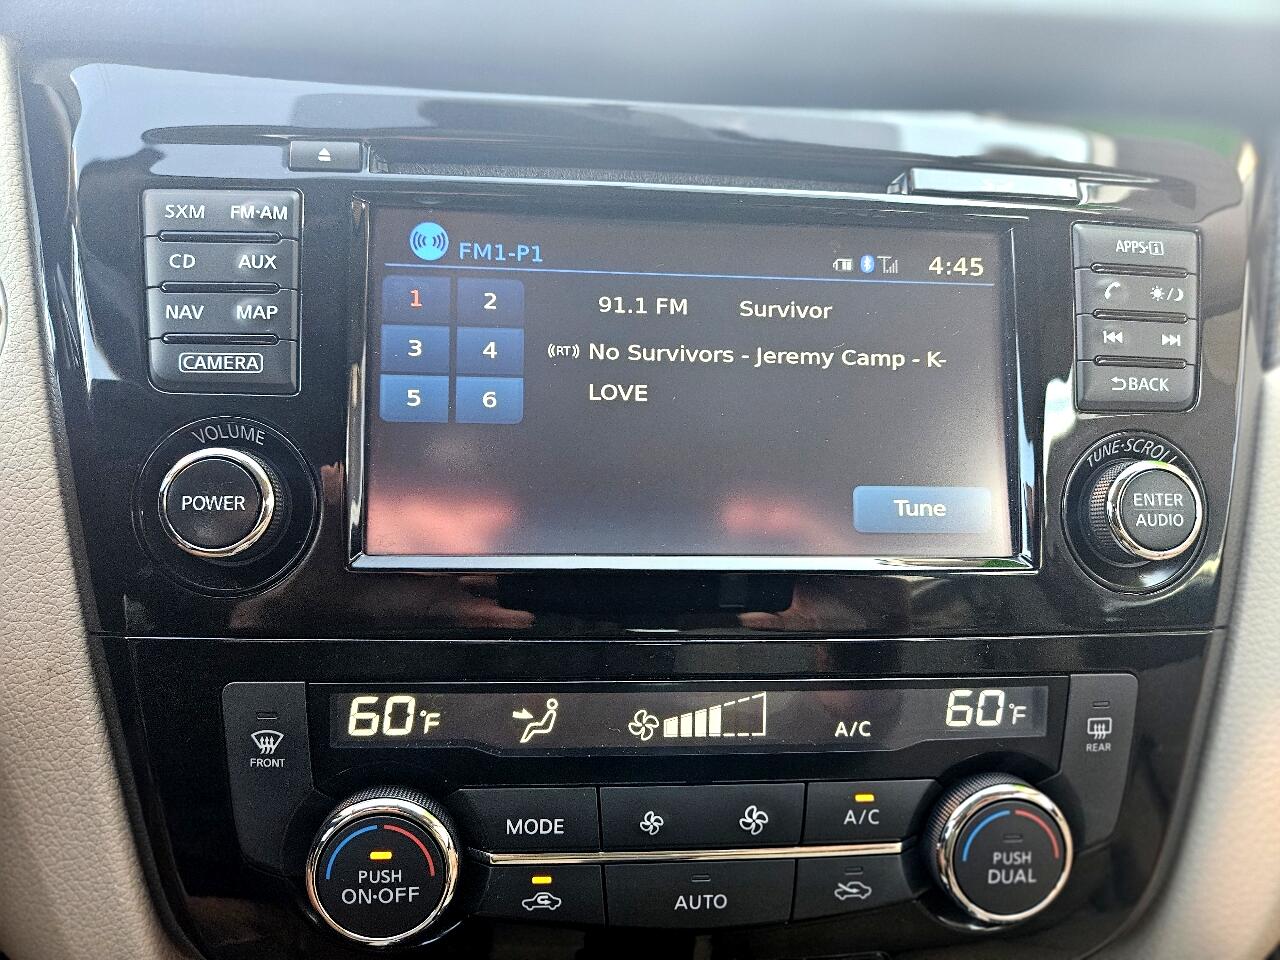 SXM FM·AM
CD AUX
NAV MAP
CAMERA
VOLUME
POWER
FM1-P1
4:45
1 2
3 4
5 6
91.1 FM Survivor
((RT)) No Survivors - Jeremy Camp - K-
LOVE
Tune
APPS·i
BACK
TUNE·SCROLL
ENTER
AUDIO
60°F
A/C
60°F
FRONT
REAR
MODE
A/C
PUSH
ON·OFF
AUTO
PUSH
DUAL